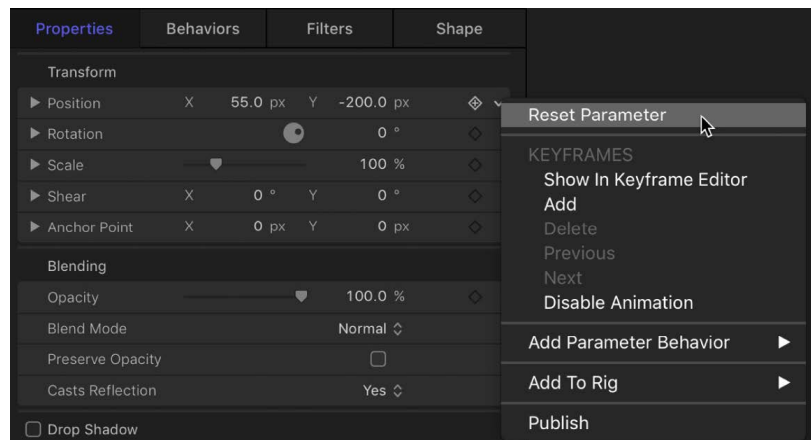 Properties Behaviors Filters Shape
Transform
Position X 55.0 px Y -200.0 px
Rotation 0 °
Scale 100 %
Shear X 0 ° Y 0 °
Anchor Point X 0 px Y 0 px
Blending
Opacity 100.0 %
Blend Mode Normal
Preserve Opacity
Casts Reflection Yes
Drop Shadow
Reset Parameter
KEYFRAMES
Show In Keyframe Editor
Add
Delete
Previous
Next
Disable Animation
Add Parameter Behavior
Add To Rig
Publish